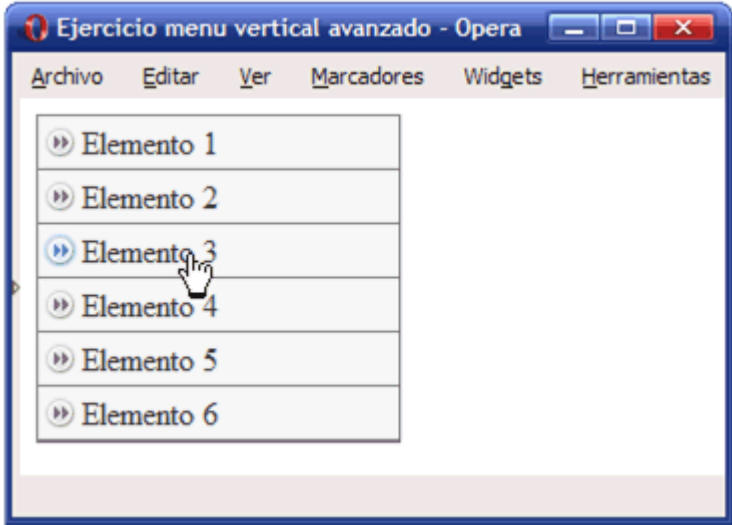 Ejercicio menu vertical avanzado - Opera
Archivo Editar Ver Marcadores Widgets Herramientas
Elemento 1
Elemento 2
Elemento 3
Elemento 4
Elemento 5
Elemento 6